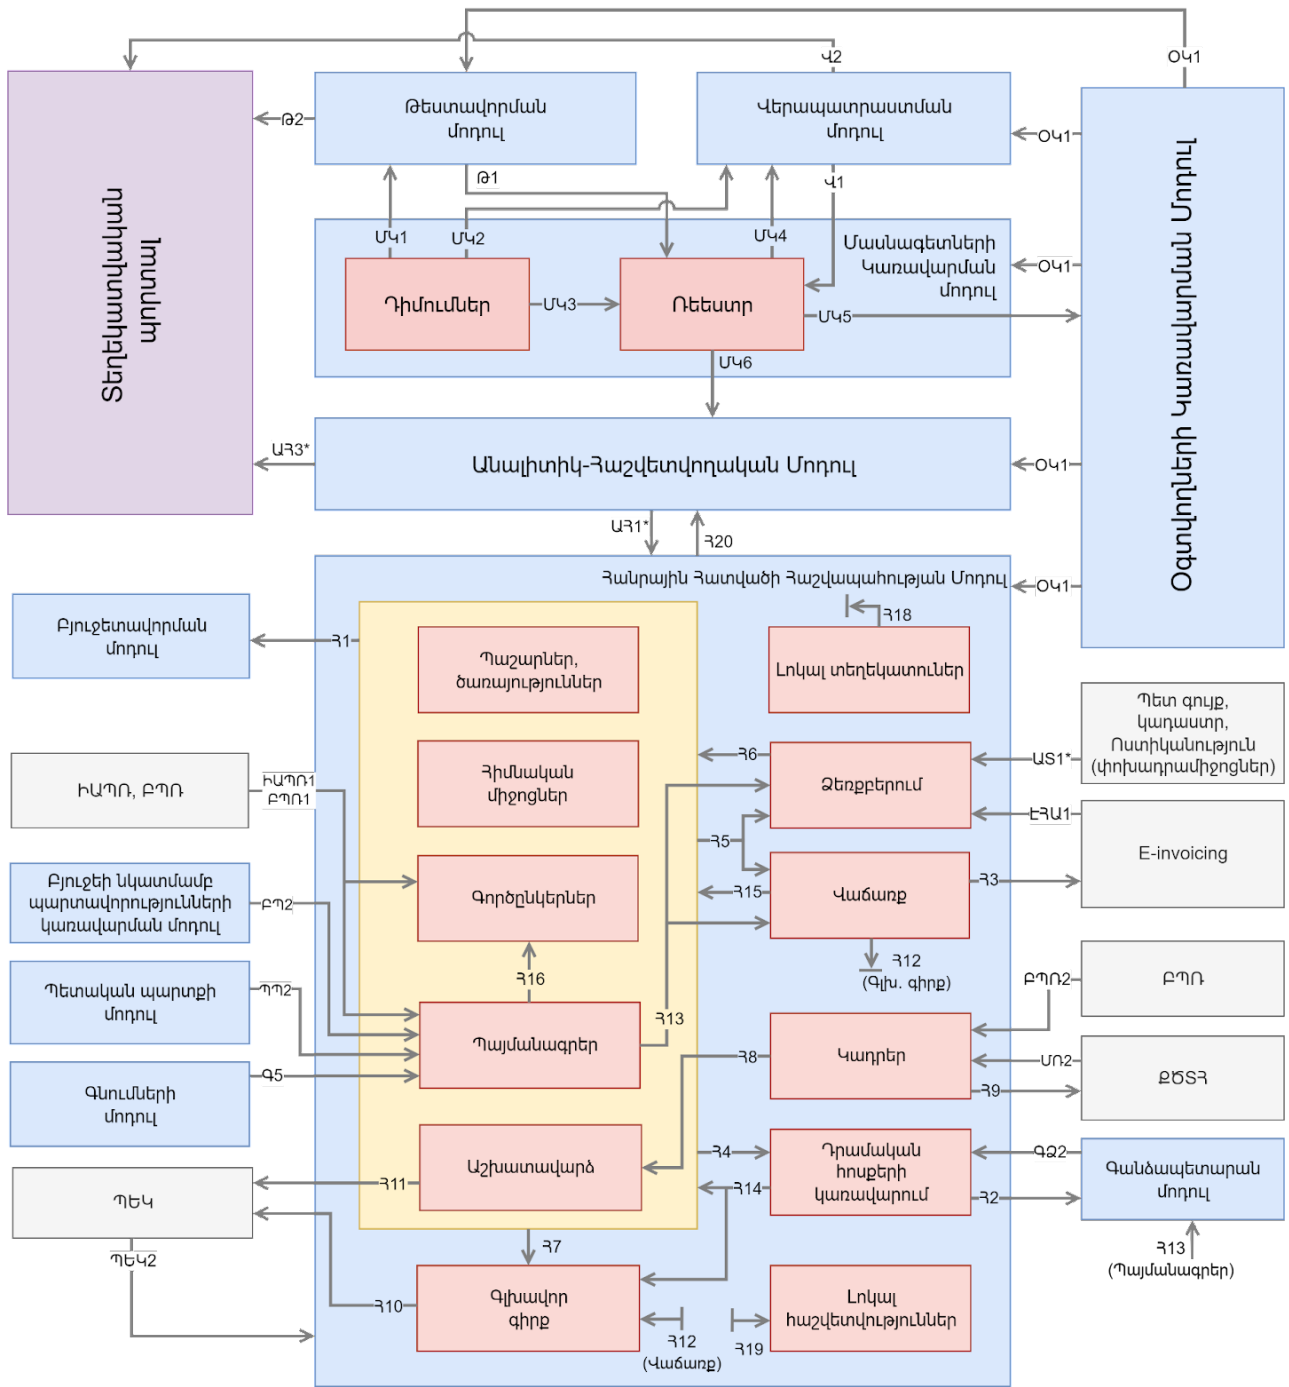 ՕԿ1
Վ2
Թեստավորման
մոդուլ
Վերապատրաստման
մոդուլ
Թ2
ՕԿ1
Տեղեկատվական
պորտալ
Օգտվողների Կառավարման Մոդուլ
Թ1
Վ1
ՄԿ1
ՄԿ2
ՄԿ4
Մասնագետների
Կառավարման
մոդուլ
ՕԿ1
Դիմումներ
ՄԿ3
Ռեեստր
ՄԿ5
ՄԿ6
ԱՀ3*
Անալիտիկ-Հաշվետվողական Մոդուլ
ՕԿ1
ԱՀ1*
Հ20
Հանրային Հատվածի Հաշվապահության Մոդուլ
ՕԿ1
Բյուջետավորման
մոդուլ
Հ1
Հ18
Պաշարներ,
ծառայություններ
Լոկալ տեղեկատուներ
Պետ գույք,
կադաստր,
Ոստիկանություն
(փոխադրամիջոցներ)
ԻԱՊՌ, ԲՊՌ
ԻԱՊՌ1
ԲՊՌ1
Հիմնական
միջոցներ
Հ6
Ձեռքբերում
ԱՏ1*
ԷՀԱ1
E-invoicing
Հ5
Բյուջեի նկատմամբ
պարտավորությունների
կառավարման մոդուլ
ԲՊ2
Գործընկերներ
Հ15
Վաճառք
Հ3
Հ12
(Գլխ. գիրք)
Պետական պարտքի
մոդուլ
ՊՊ2
Հ16
ԲՊՌ2
ԲՊՌ
Պայմանագրեր
Հ13
Հ8
Կադրեր
ՄՌ2
Հ9
ՔԾՏՀ
Գնումների
մոդուլ
Գ5
Աշխատավարձ
Հ4
Դրամական
հոսքերի
կառավարում
ԳՁ2
Գանձապետարան
մոդուլ
Հ11
Հ14
Հ2
ՊԵԿ
ՊԵԿ2
Հ7
Հ13
(Պայմանագրեր)
Հ10
Գլխավոր
գիրք
Հ12
(Վաճառք)
Հ19
Լոկալ
հաշվետվություններ